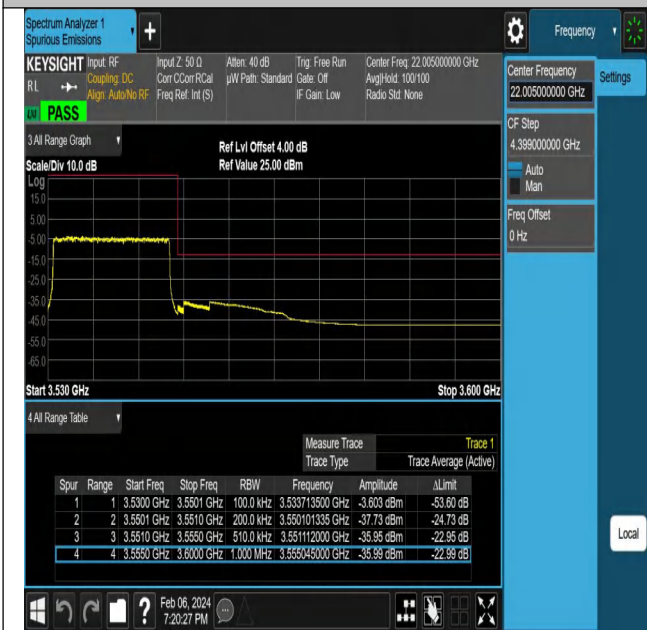 Spectrum Analyzer 1
Spurious Emissions
+
Frequency
KEYSIGHT
RL
Input: RF
Coupling: DC
Align: Auto/No RF
Input Z: 50 Ω
Corr CCorr RCal
Freq Ref: Int (S)
Atten: 40 dB
µW Path: Standard
Trig: Free Run
Gate: Off
IF Gain: Low
Center Freq: 22.005000000 GHz
Avg|Hold: 100/100
Radio Std: None
PASS
3 All Range Graph
Ref Lvl Offset 4.00 dB
Scale/Div 10.0 dB
Ref Value 25.00 dBm
Log
15.0
5.00
-5.00
-15.0
-25.0
-35.0
-45.0
-55.0
-65.0
Start 3.530 GHz
Stop 3.600 GHz
4 All Range Table
Measure Trace Trace 1
Trace Type Trace Average (Active)
Spur Range Start Freq Stop Freq RBW Frequency Amplitude ΔLimit
1 1 3.5300 GHz 3.5501 GHz 100.0 kHz 3.533713500 GHz -3.603 dBm -53.60 dB
2 2 3.5501 GHz 3.5510 GHz 200.0 kHz 3.550101335 GHz -37.73 dBm -24.73 dB
3 3 3.5510 GHz 3.5550 GHz 510.0 kHz 3.551112000 GHz -35.95 dBm -22.95 dB
4 4 3.5550 GHz 3.6000 GHz 1.000 MHz 3.555045000 GHz -35.99 dBm -22.99 dB
?
Feb 06, 2024
7:20:27 PM
Center Frequency
22.005000000 GHz
Settings
CF Step
4.399000000 GHz
Auto
Man
Freq Offset
0 Hz
Local